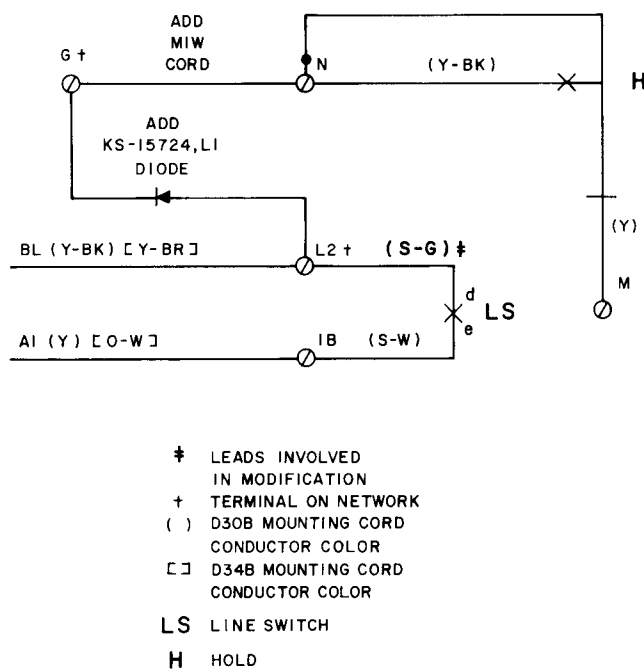 ADD
MIW
CORD
G †
N
(Y-BK)
H
ADD
KS-15724,L1
DIODE
(Y)
BL (Y-BK) [Y-BR]
L2 †
(S-G) ⧧
M
d
LS
e
A1 (Y) [O-W]
1B
(S-W)
⧧ LEADS INVOLVED
IN MODIFICATION
† TERMINAL ON NETWORK
( ) D30B MOUNTING CORD
CONDUCTOR COLOR
[ ] D34B MOUNTING CORD
CONDUCTOR COLOR
LS LINE SWITCH
H HOLD